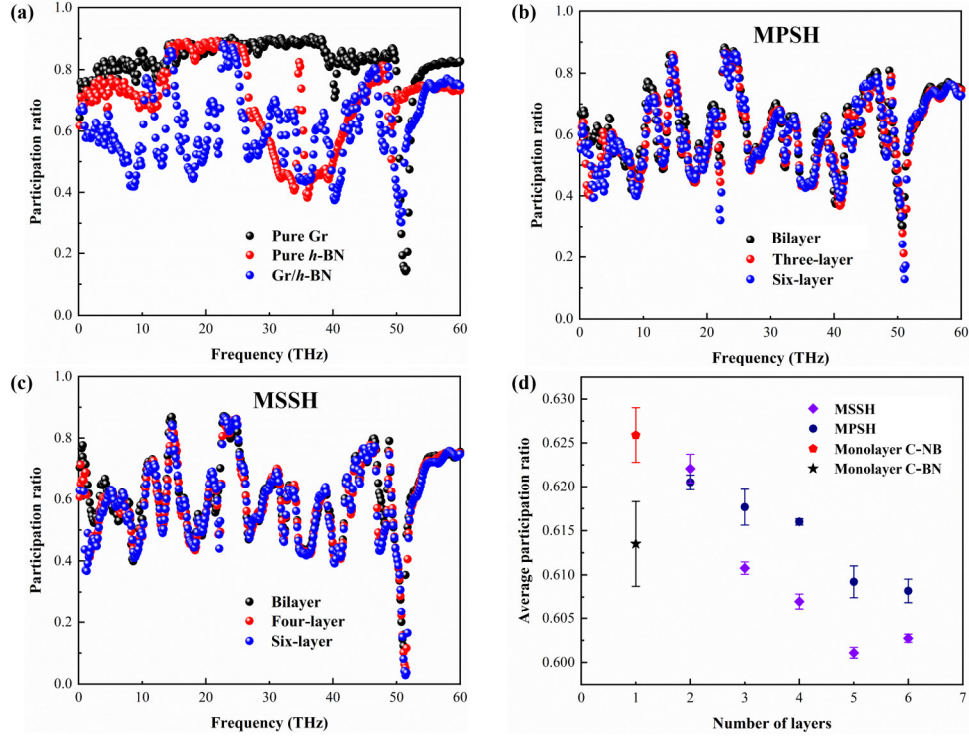 (a)
1.0
0.8
0.6
0.4
0.2
0.0
Participation ratio
Pure Gr
Pure h-BN
Gr/h-BN
0 10 20 30 40 50 60
Frequency (THz)
(b)
MPSH
1.0
0.8
0.6
0.4
0.2
0.0
Participation ratio
Bilayer
Three-layer
Six-layer
0 10 20 30 40 50 60
Frequency (THz)
(c)
MSSH
1.0
0.8
0.6
0.4
0.2
0.0
Participation ratio
Bilayer
Four-layer
Six-layer
0 10 20 30 40 50 60
Frequency (THz)
(d)
0.630
0.625
0.620
0.615
0.610
0.605
0.600
Average participation ratio
MSSH
MPSH
Monolayer C-NB
Monolayer C-BN
0 1 2 3 4 5 6 7
Number of layers